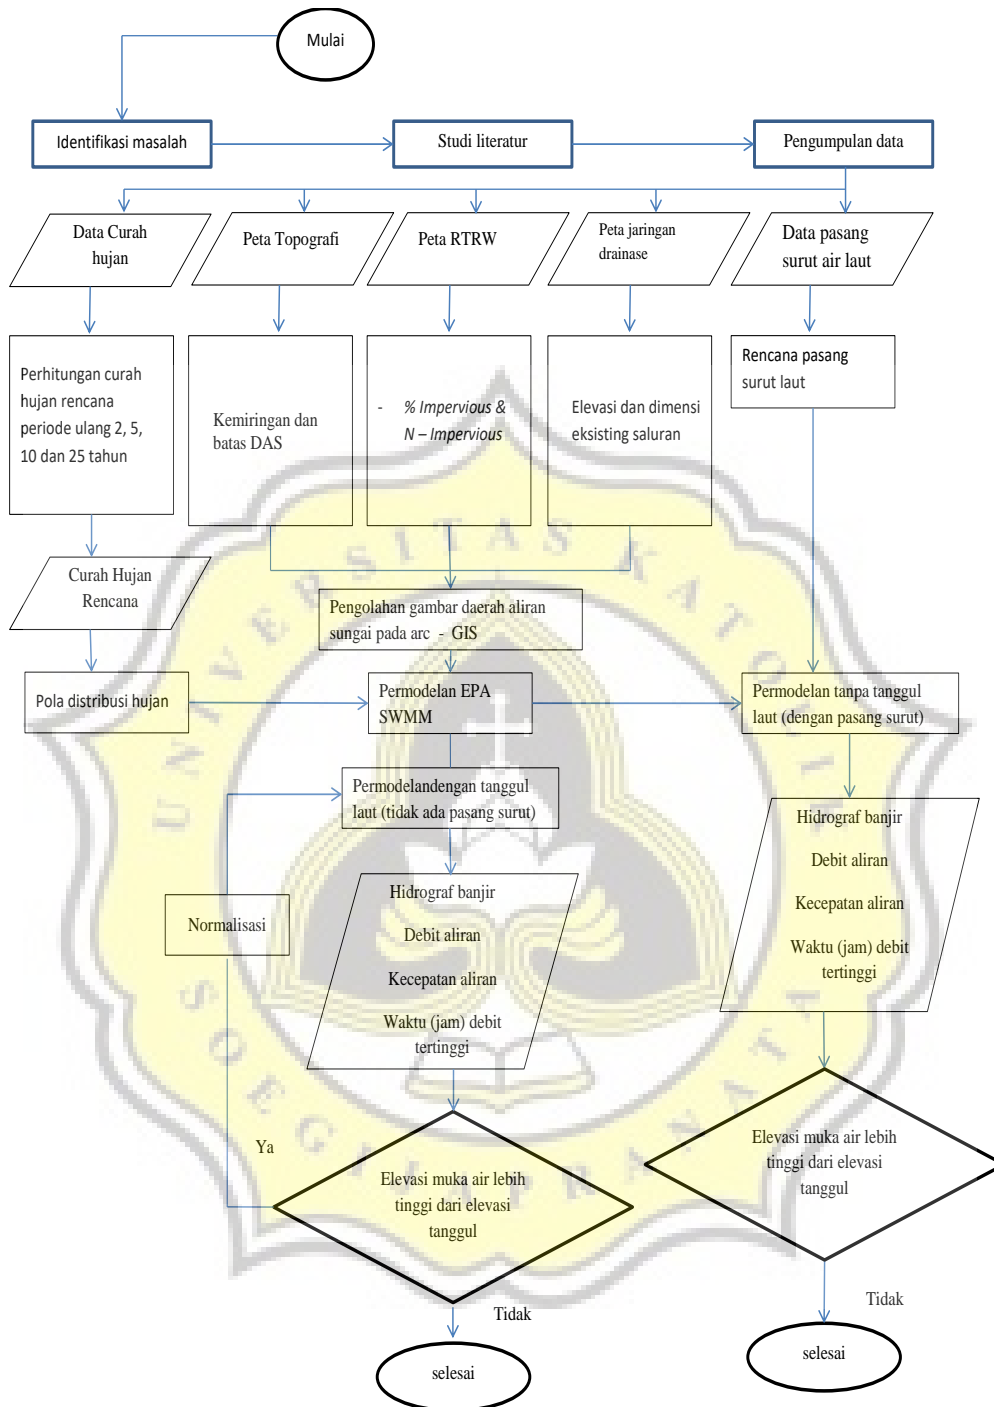 Mulai
Identifikasi masalah
Studi literatur
Pengumpulan data
Data Curah
hujan
Peta Topografi
Peta RTRW
Peta jaringan
drainase
Data pasang
surut air laut
Perhitungan curah
hujan rencana
periode ulang 2, 5,
10 dan 25 tahun
Kemiringan dan
batas DAS
- % Impervious &
N – Impervious
Elevasi dan dimensi
eksisting saluran
Rencana pasang
surut laut
Curah Hujan
Rencana
Pengolahan gambar daerah aliran
sungai pada arc - GIS
Pola distribusi hujan
Permodelan EPA
SWMM
Permodelan tanpa tanggul
laut (dengan pasang surut)
Permodelandengan tanggul
laut (tidak ada pasang surut)
Normalisasi
Hidrograf banjir
Debit aliran
Kecepatan aliran
Waktu (jam) debit
tertinggi
Hidrograf banjir
Debit aliran
Kecepatan aliran
Waktu (jam) debit
tertinggi
Ya
Elevasi muka air lebih
tinggi dari elevasi
tanggul
Elevasi muka air lebih
tinggi dari elevasi
tanggul
Tidak
Tidak
selesai
selesai
UNIVERSITAS KATOLIK
SOEGIJAPRANATA